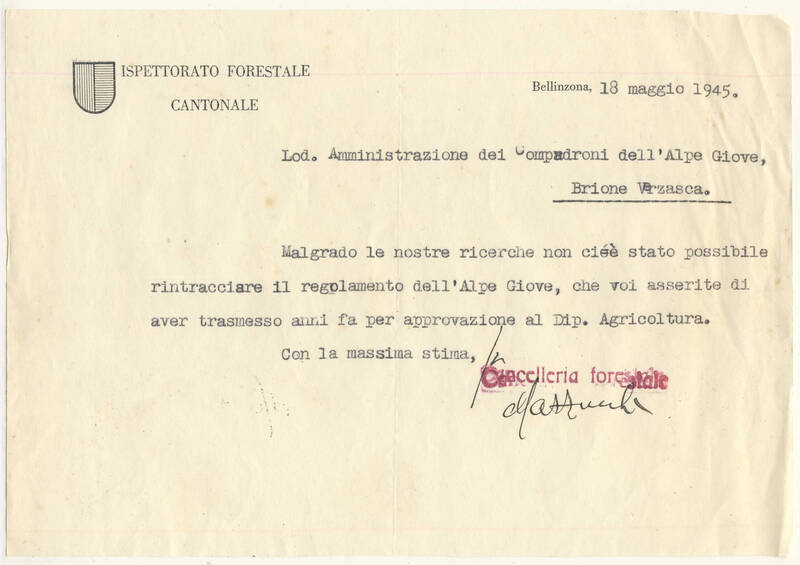 ISPETTORATO FORESTALE
CANTONALE
Bellinzona, 18 maggio 1945.
Lod. Amministrazione dei Compadroni dell'Alpe Giove,
Brione Verzasca.
Malgrado le nostre ricerche non ci è stato possibile
rintracciare il regolamento dell'Alpe Giove, che voi asserite di
aver trasmesso anni fa per approvazione al Dip. Agricoltura.
Con la massima stima,
Cancelleria forestale